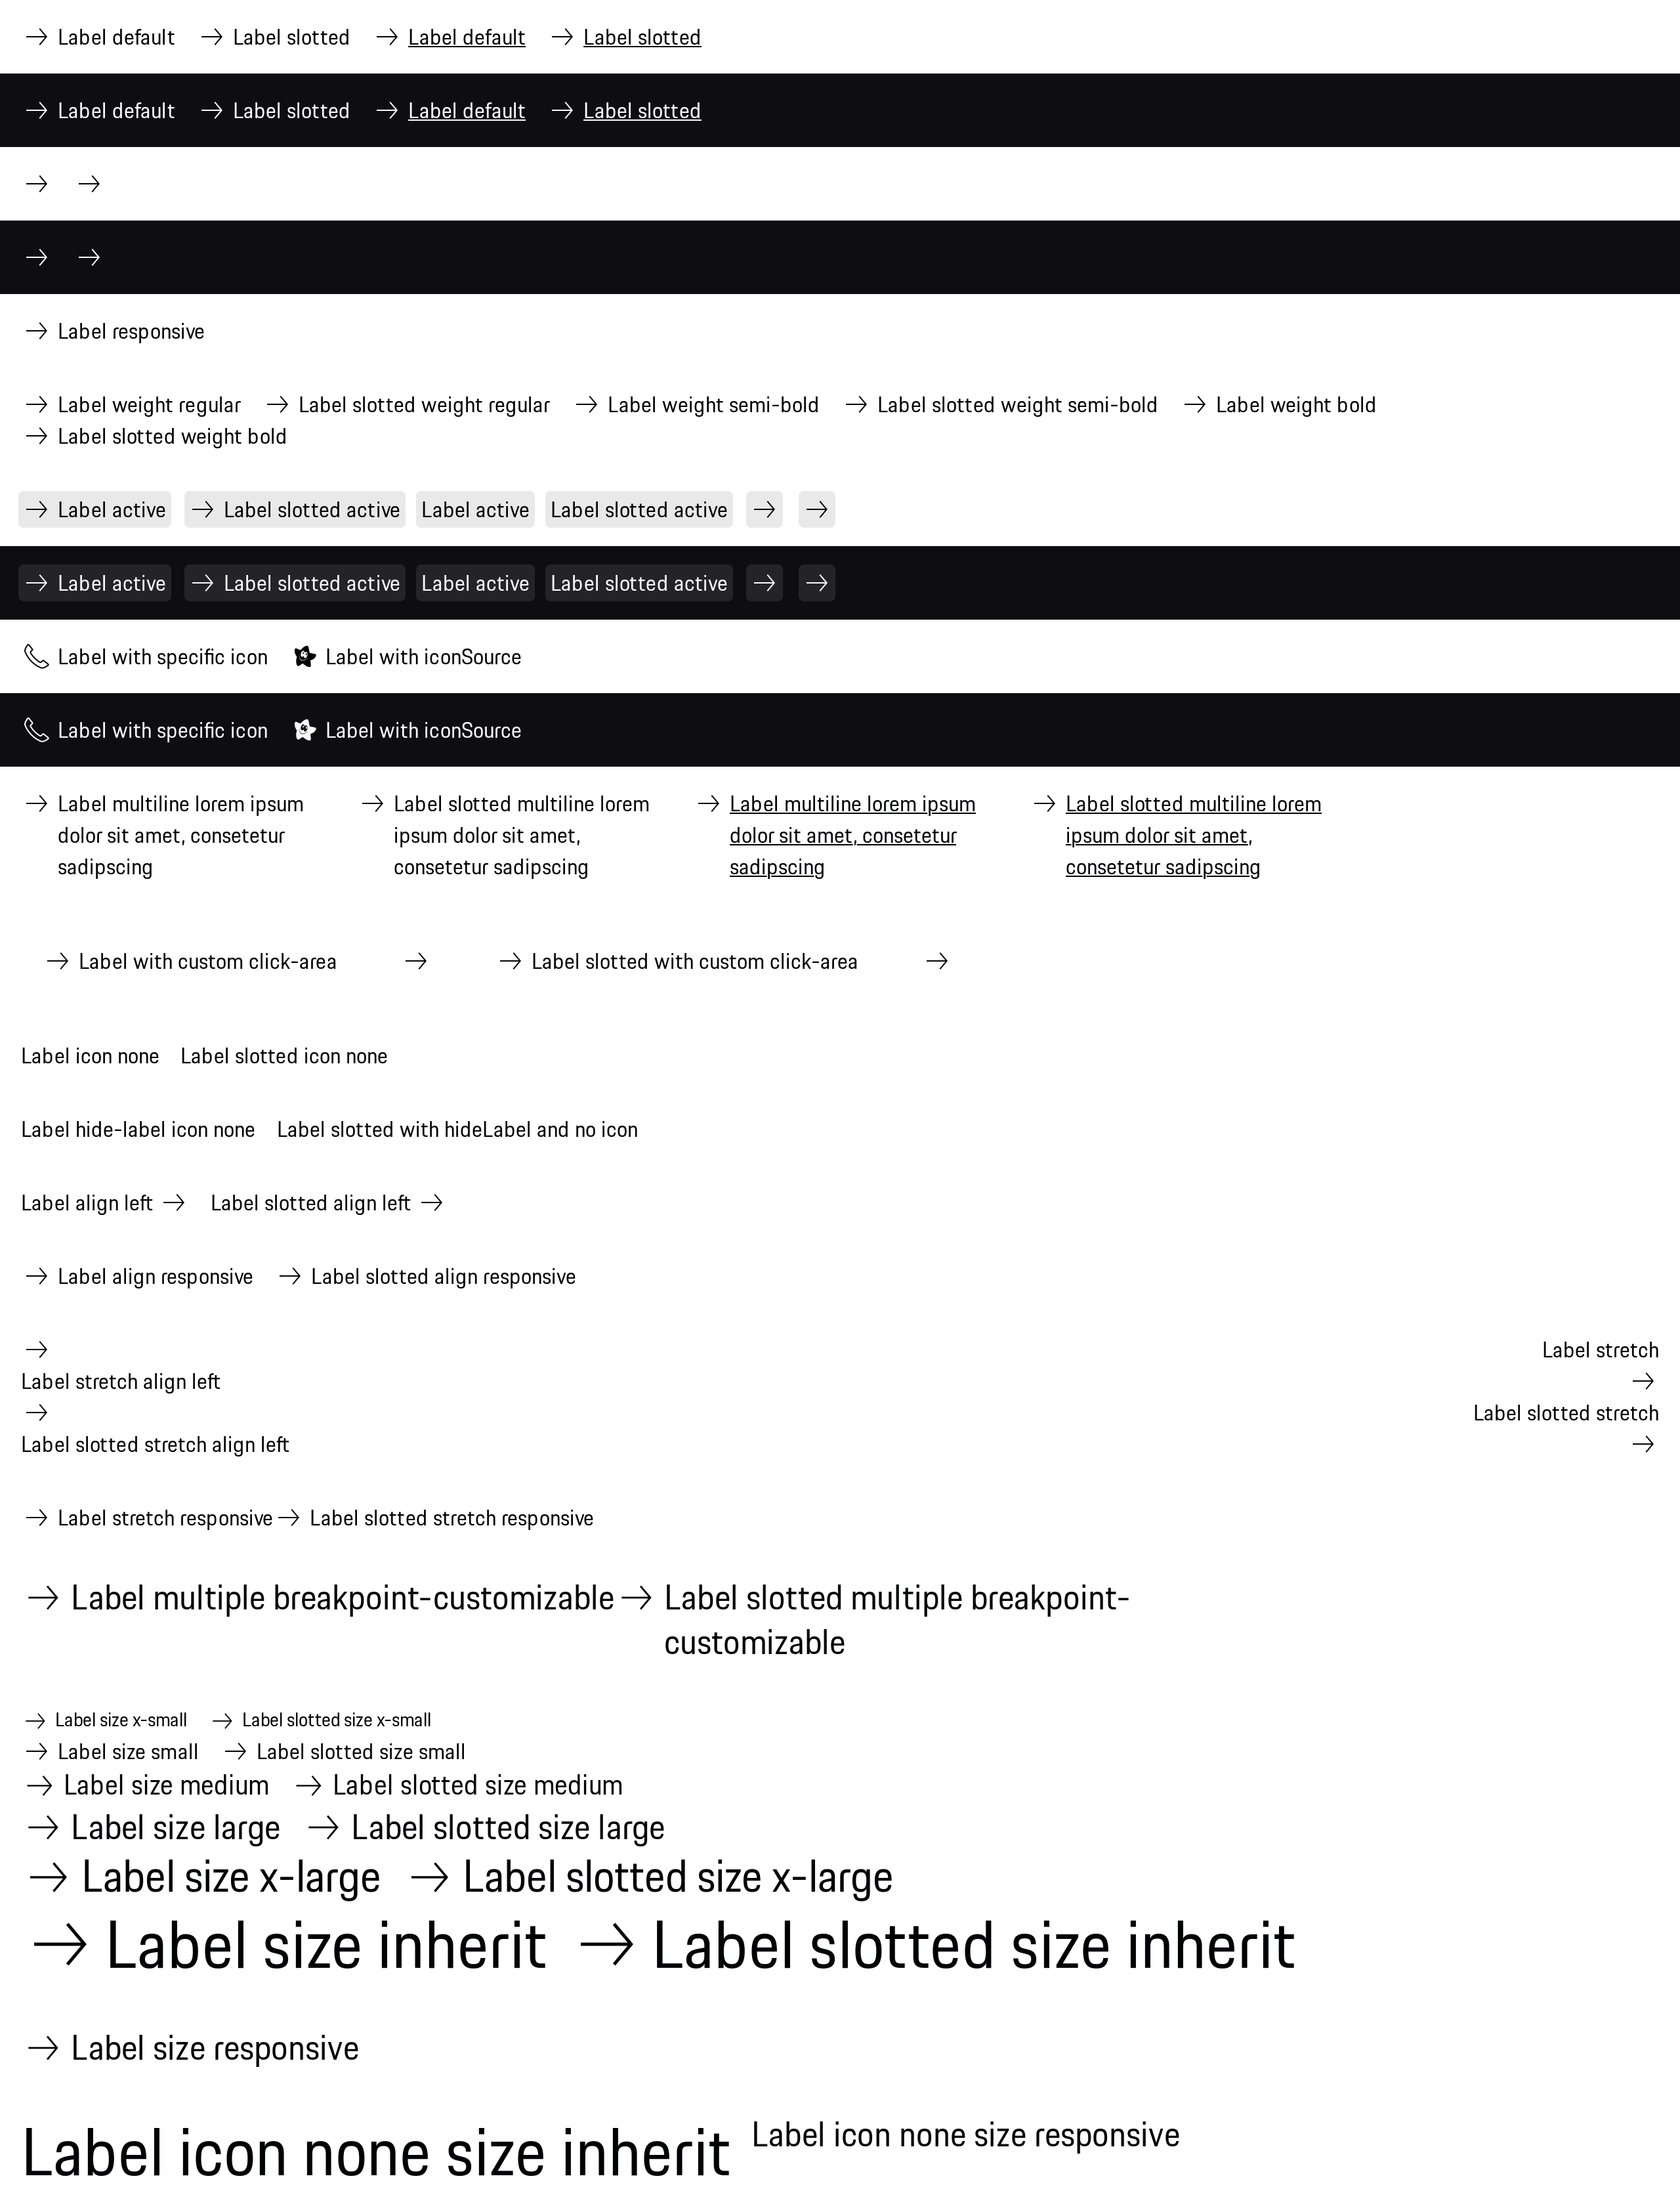 Label default Label slotted Label default Label slotted
Label default Label slotted Label default Label slotted
Label responsive
Label weight regular Label slotted weight regular Label weight semi-bold Label slotted weight semi-bold Label weight bold
Label slotted weight bold
Label active Label slotted active Label active Label slotted active
Label active Label slotted active Label active Label slotted active
Label with specific icon Label with iconSource
Label with specific icon Label with iconSource
Label multiline lorem ipsum
dolor sit amet, consetetur
sadipscing
Label slotted multiline lorem
ipsum dolor sit amet,
consetetur sadipscing
Label multiline lorem ipsum
dolor sit amet, consetetur
sadipscing
Label slotted multiline lorem
ipsum dolor sit amet,
consetetur sadipscing
Label with custom click-area Label slotted with custom click-area
Label icon none Label slotted icon none
Label hide-label icon none Label slotted with hideLabel and no icon
Label align left Label slotted align left
Label align responsive Label slotted align responsive
Label stretch
Label stretch align left
Label slotted stretch
Label slotted stretch align left
Label stretch responsive Label slotted stretch responsive
Label multiple breakpoint-customizable
Label slotted multiple breakpoint-
customizable
Label size x-small Label slotted size x-small
Label size small Label slotted size small
Label size medium Label slotted size medium
Label size large Label slotted size large
Label size x-large Label slotted size x-large
Label size inherit Label slotted size inherit
Label size responsive
Label icon none size inherit Label icon none size responsive